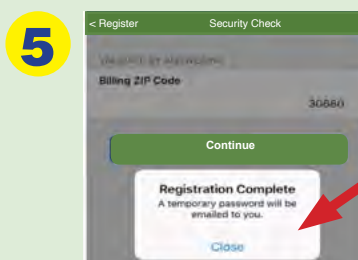 5
< Register Security Check
Billing ZIP Code
30680
Continue
Registration Complete
A temporary password will be
emailed to you.
Close